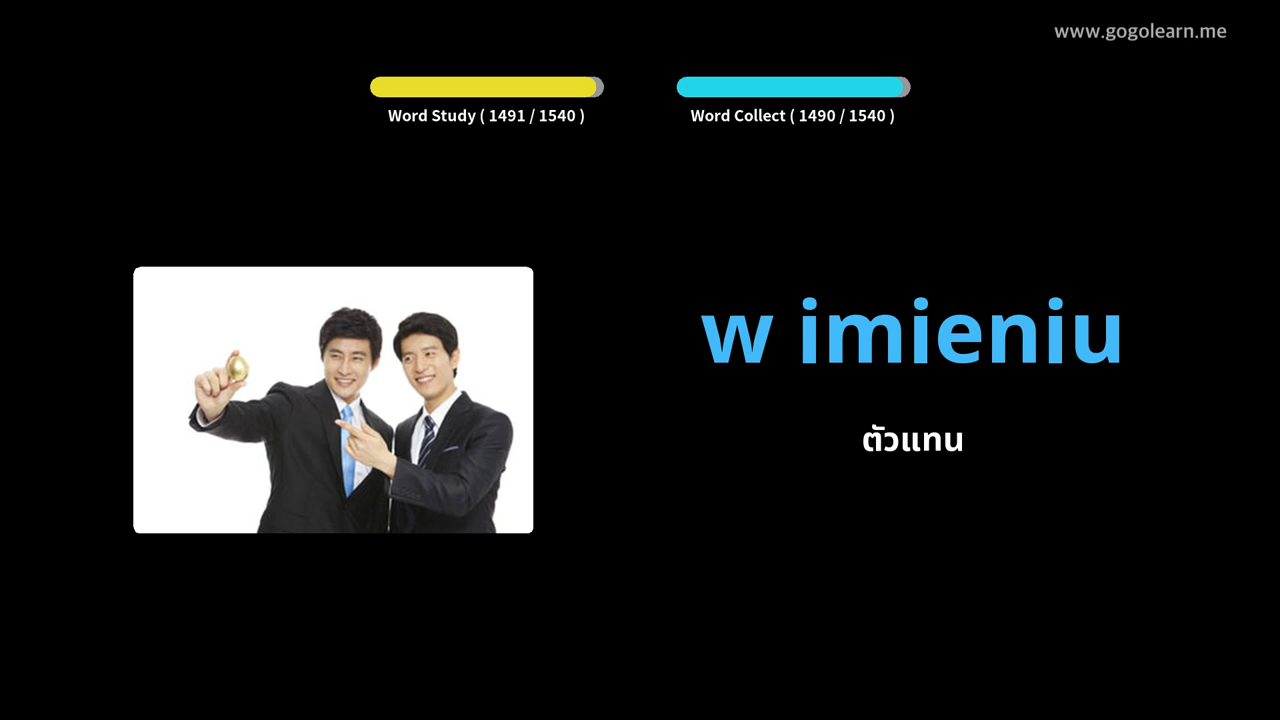 www.gogolearn.me
Word Study ( 1491 / 1540 )
Word Collect ( 1490 / 1540 )
w imieniu
ตัวแทน